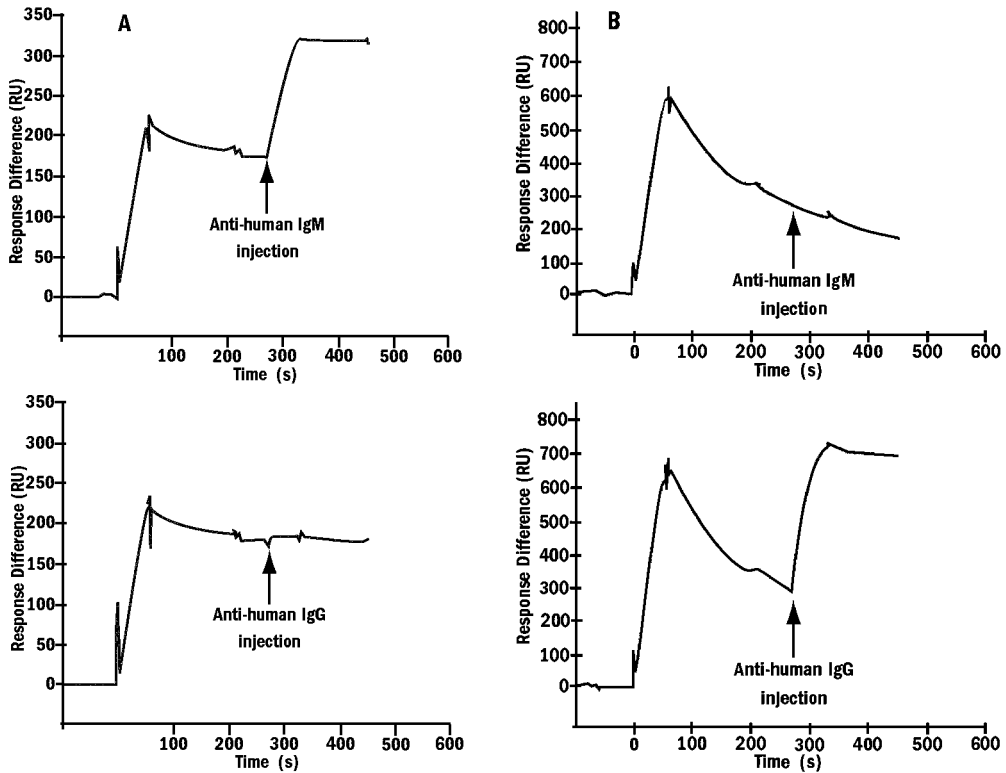 A
350
300
250
200
150
100
50
0
Response Difference (RU)
Anti-human IgM
injection
100 200 300 400 500 600
Time (s)
B
800
700
600
500
400
300
200
100
0
Response Difference (RU)
Anti-human IgM
injection
0 100 200 300 400 500 600
Time (s)
350
300
250
200
150
100
50
0
Response Difference (RU)
Anti-human IgG
injection
100 200 300 400 500 600
Time (s)
800
700
600
500
400
300
200
100
0
Response Difference (RU)
Anti-human IgG
injection
0 100 200 300 400 500 600
Time (s)